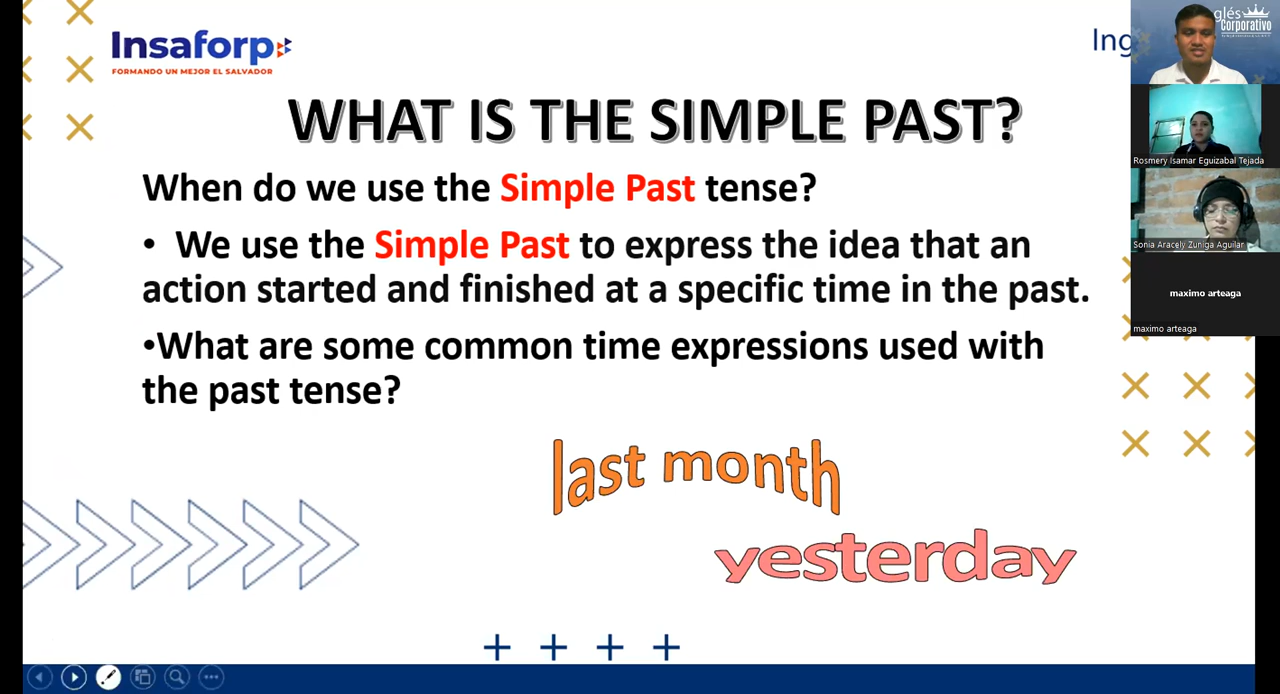 Insaforp
FORMANDO UN MEJOR EL SALVADOR
Ing
glés
Corporativo
WHAT IS THE SIMPLE PAST?
When do we use the Simple Past tense?
• We use the Simple Past to express the idea that an
action started and finished at a specific time in the past.
•What are some common time expressions used with
the past tense?
last month
yesterday
Rosmery Isamar Eguizabal Tejada
Sonia Aracely Zuniga Aguilar
maximo arteaga
maximo arteaga